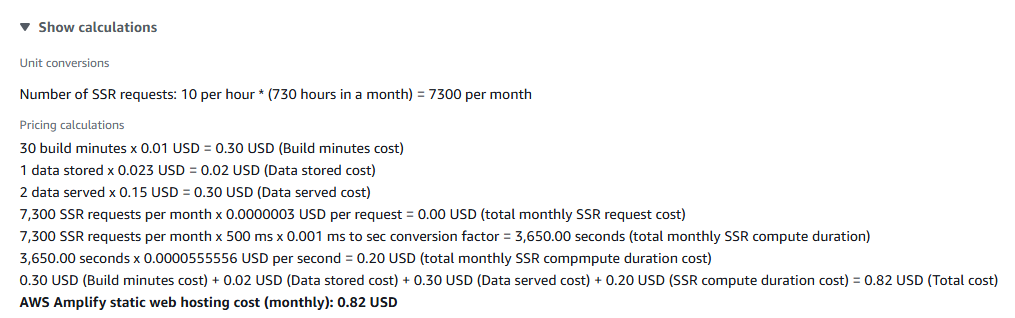 Show calculations
Unit conversions
Number of SSR requests: 10 per hour * (730 hours in a month) = 7300 per month
Pricing calculations
30 build minutes x 0.01 USD = 0.30 USD (Build minutes cost)
1 data stored x 0.023 USD = 0.02 USD (Data stored cost)
2 data served x 0.15 USD = 0.30 USD (Data served cost)
7,300 SSR requests per month x 0.0000003 USD per request = 0.00 USD (total monthly SSR request cost)
7,300 SSR requests per month x 500 ms x 0.001 ms to sec conversion factor = 3,650.00 seconds (total monthly SSR compute duration)
3,650.00 seconds x 0.0000555556 USD per second = 0.20 USD (total monthly SSR compmpute duration cost)
0.30 USD (Build minutes cost) + 0.02 USD (Data stored cost) + 0.30 USD (Data served cost) + 0.20 USD (SSR compute duration cost) = 0.82 USD (Total cost)
AWS Amplify static web hosting cost (monthly): 0.82 USD